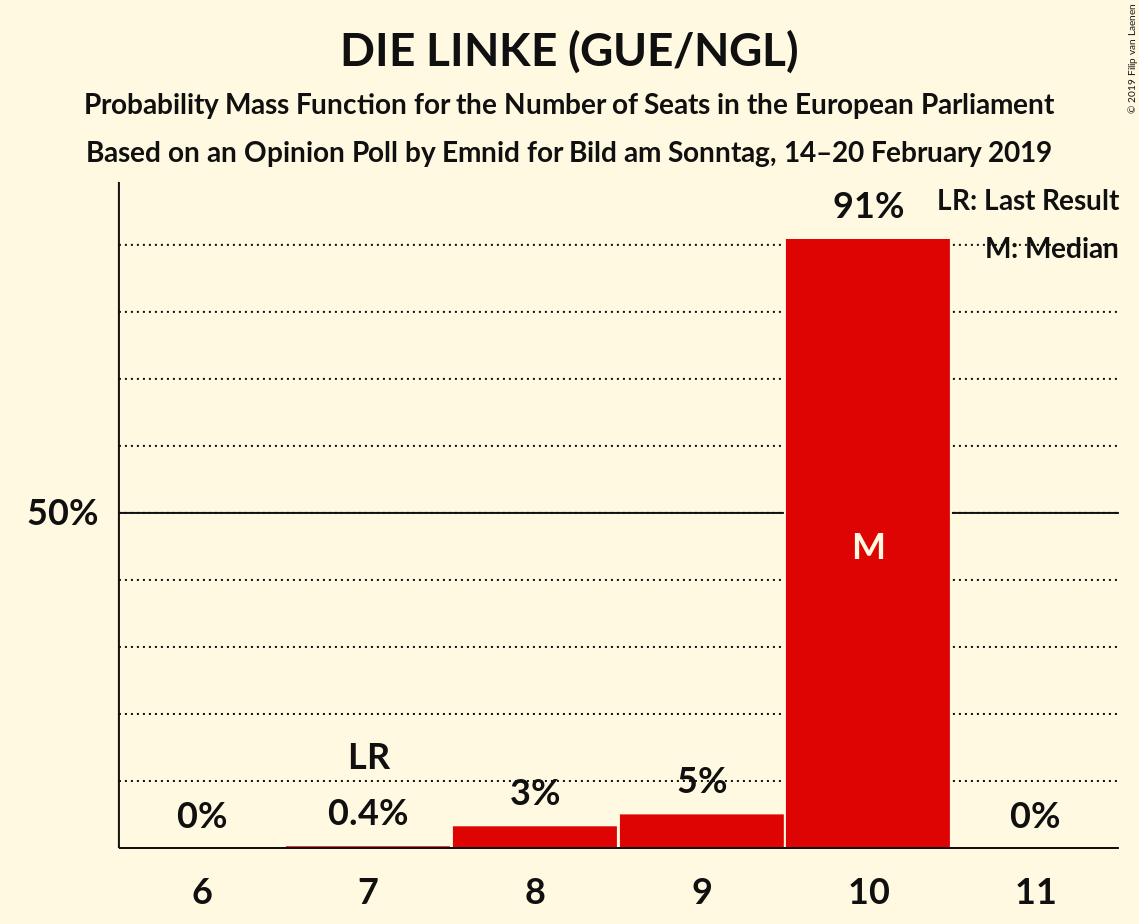 DIE LINKE (GUE/NGL)
Probability Mass Function for the Number of Seats in the European Parliament
Based on an Opinion Poll by Emnid for Bild am Sonntag, 14–20 February 2019
© 2019 Filip van Laenen
LR: Last Result
M: Median
91%
50%
M
LR
0%
0.4%
3%
5%
0%
6
7
8
9
10
11